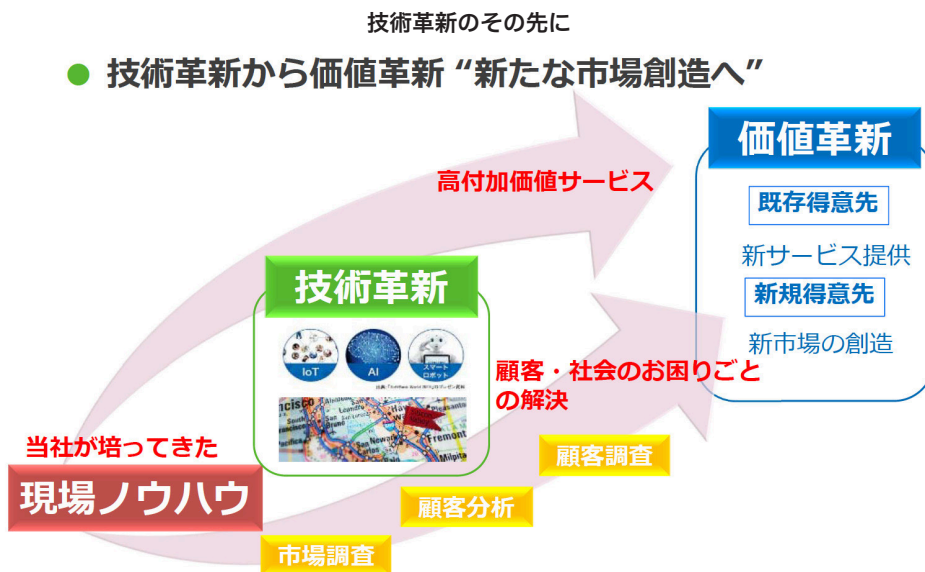 技術革新のその先に
● 技術革新から価値革新 “新たな市場創造へ”
価値革新
高付加価値サービス
既存得意先
新サービス提供
新規得意先
新市場の創造
技術革新
IoT
AI
スマート
ロボット
顧客・社会のお困りごと
の解決
Fremont
San Bruno
Milpita
当社が培ってきた
現場ノウハウ
顧客調査
顧客分析
市場調査